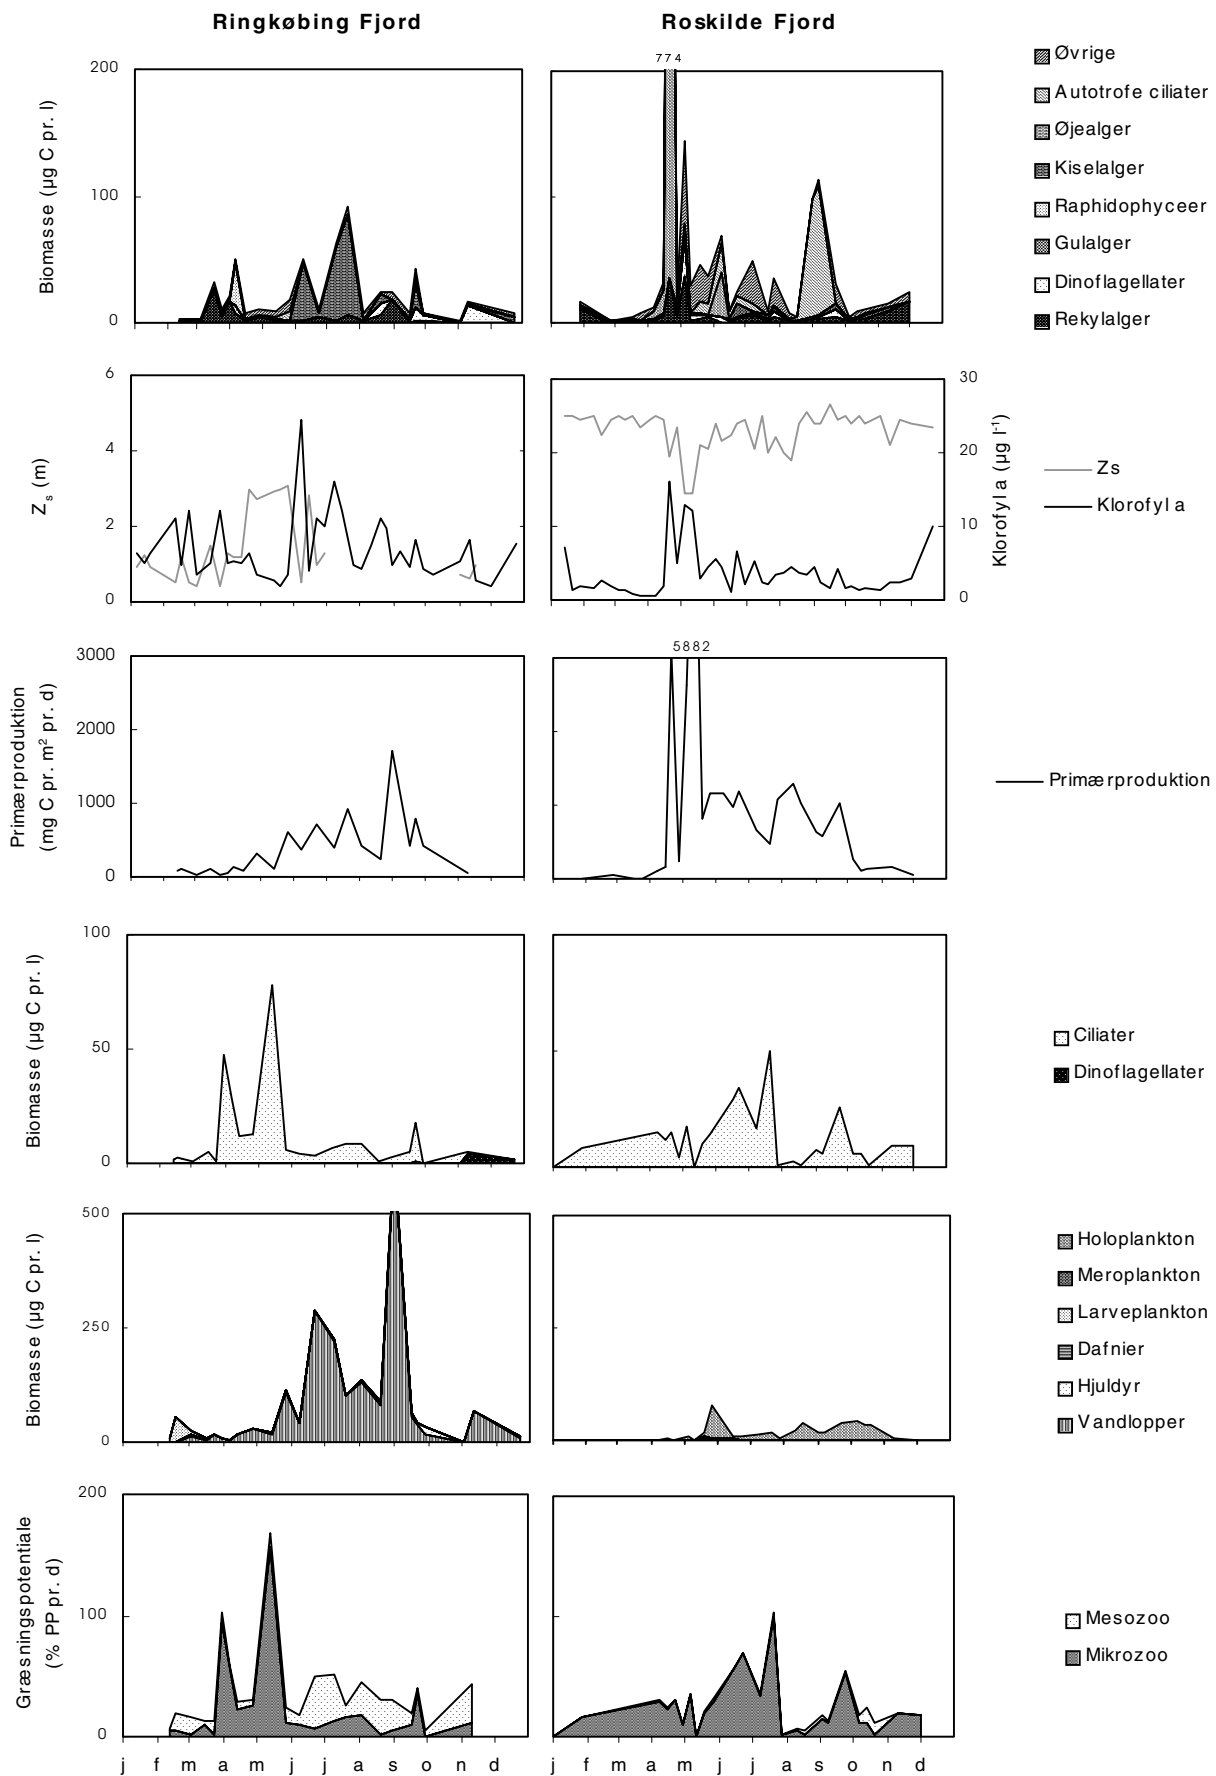 Ringkøbing Fjord
Roskilde Fjord
Biomasse (µg C pr. l)
200
100
0
774
Øvrige
Autotrofe ciliater
Øjealger
Kiselalger
Raphidophyceer
Gulalger
Dinoflagellater
Rekylalger
Zs (m)
6
4
2
0
30
20
10
0
Klorofyl a (µg l-1)
Zs
Klorofyl a
Primærproduktion
(mg C pr. m2 pr. d)
3000
2000
1000
0
5882
Primærproduktion
Biomasse (µg C pr. l)
100
50
0
Ciliater
Dinoflagellater
Biomasse (µg C pr. l)
500
250
0
Holoplankton
Meroplankton
Larveplankton
Dafnier
Hjuldyr
Vandlopper
Græsningspotentiale
(% PP pr. d)
200
100
0
Mesozoo
Mikrozoo
j f m a m j j a s o n d
j f m a m j j a s o n d